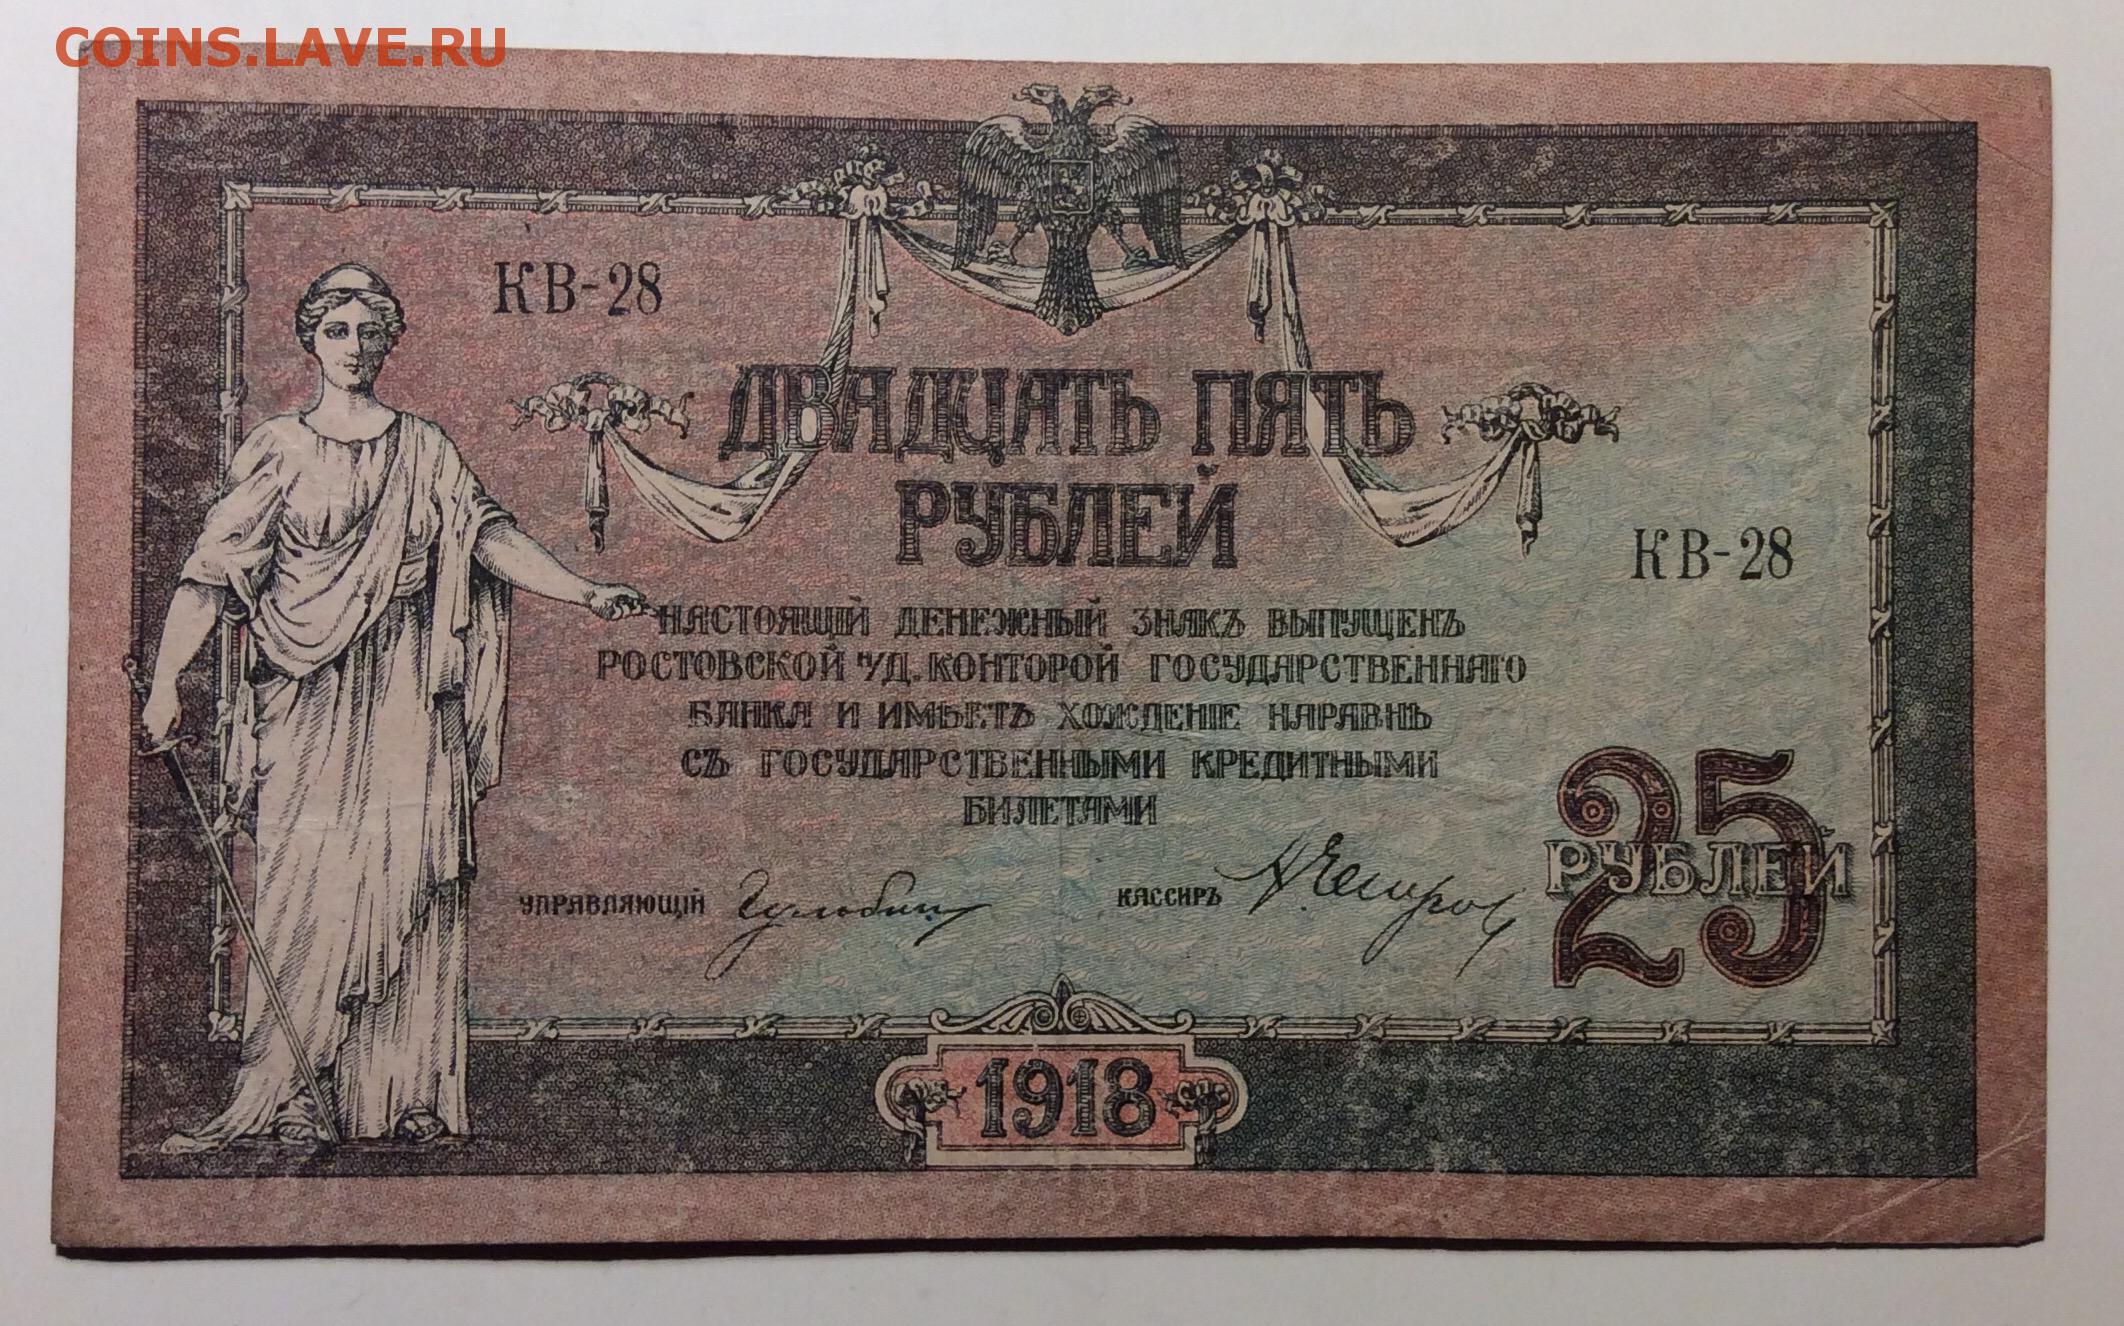 COINS.LAVE.RU
КВ-28
ДВАДЦАТЬ ПЯТЬ
РУБЛЕЙ
КВ-28
НАСТОЯЩІЙ ДЕНЕЖНЫЙ ЗНАКЪ ВЫПУЩЕНЪ
РОСТОВСКОЙ Н/Д. КОНТОРОЙ ГОСУДАРСТВЕННАГО
БАНКА И ИМѢЕТЪ ХОЖДЕНІЕ НАРАВНѢ
СЪ ГОСУДАРСТВЕННЫМИ КРЕДИТНЫМИ
БИЛЕТАМИ
25
РУБЛЕЙ
УПРАВЛЯЮЩІЙ
КАССИРЪ
1918